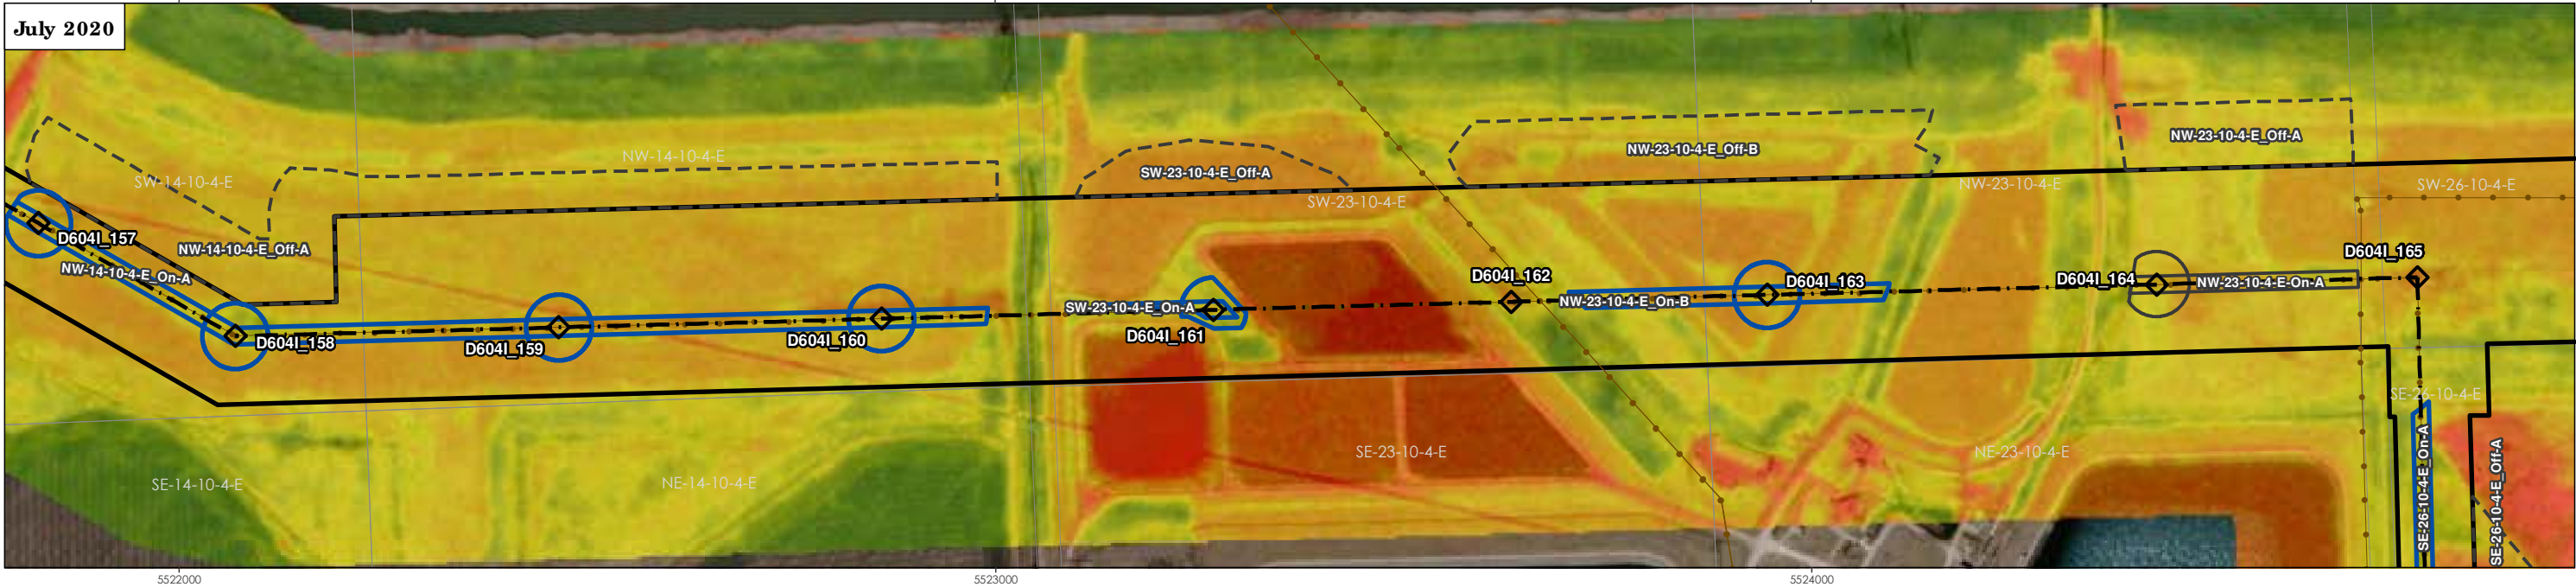 July 2020
NW-14-10-4-E
SW-14-10-4-E
NW-23-10-4-E_Off-A
NW-23-10-4-E_Off-B
SW-23-10-4-E_Off-A
NW-23-10-4-E
SW-26-10-4-E
SW-23-10-4-E
D604I_157
NW-14-10-4-E_Off-A
NW-14-10-4-E_On-A
D604I_165
D604I_162
D604I_163
D604I_164
NW-23-10-4-E-On-A
NW-23-10-4-E_On-B
SW-23-10-4-E_On-A
D604I_161
D604I_160
D604I_158
D604I_159
SE-26-10-4-E
SE-14-10-4-E
NE-14-10-4-E
SE-23-10-4-E
NE-23-10-4-E
SE-26-10-4-E_On-A
SE-26-10-4-E_Off-A
5522000
5523000
5524000